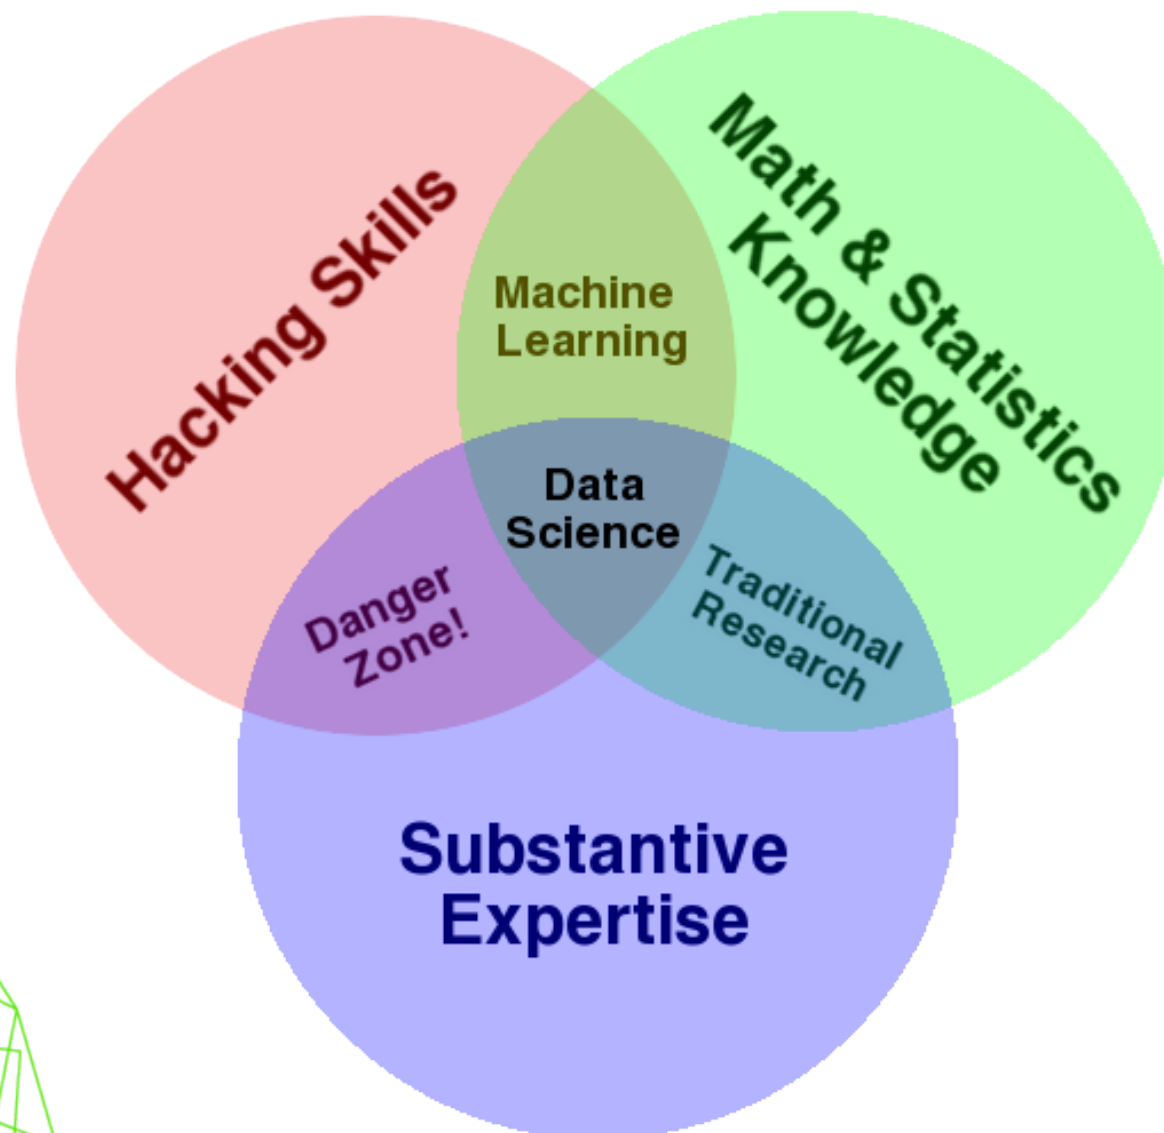 Hacking Skills
Math & Statistics
Knowledge
Machine
Learning
Data
Science
Danger
Zone!
Traditional
Research
Substantive
Expertise